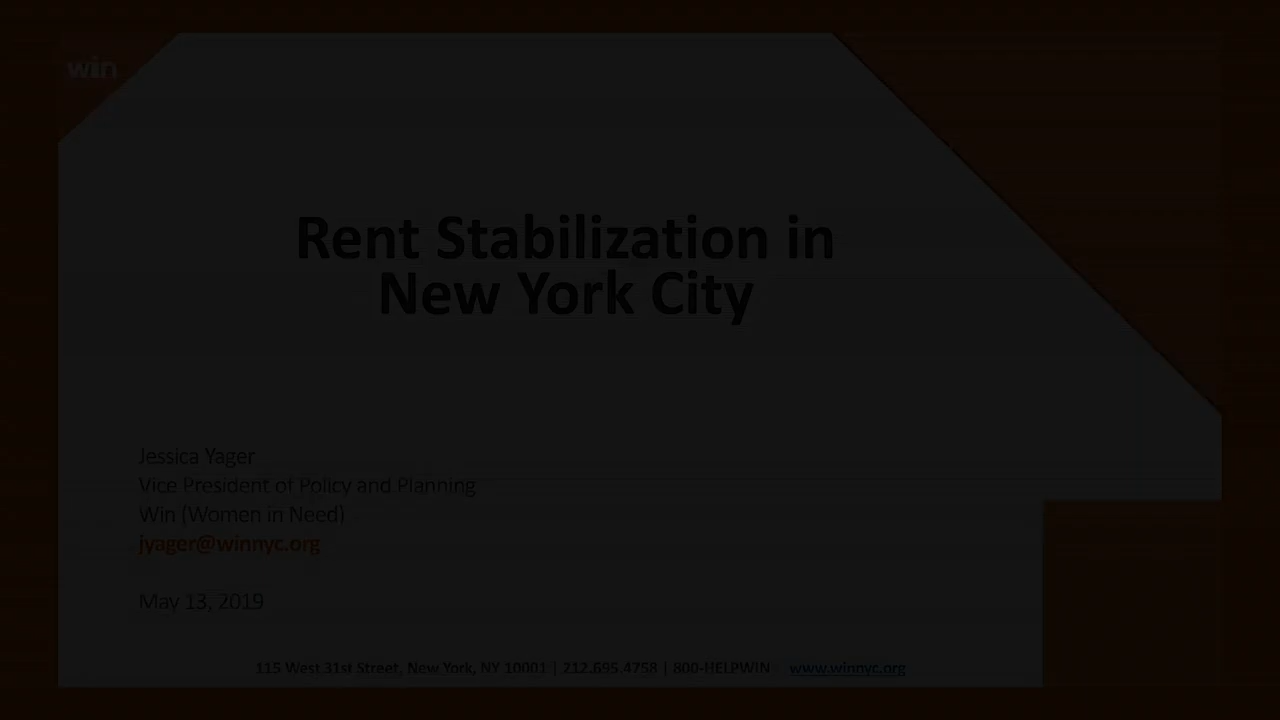 win
Rent Stabilization in
New York City
Jessica Yager
Vice President of Policy and Planning
Win (Women in Need)
jyager@winnyc.org
May 13, 2019
115 West 31st Street, New York, NY 10001 | 212.695.4758 | 800-HELPWIN www.winnyc.org